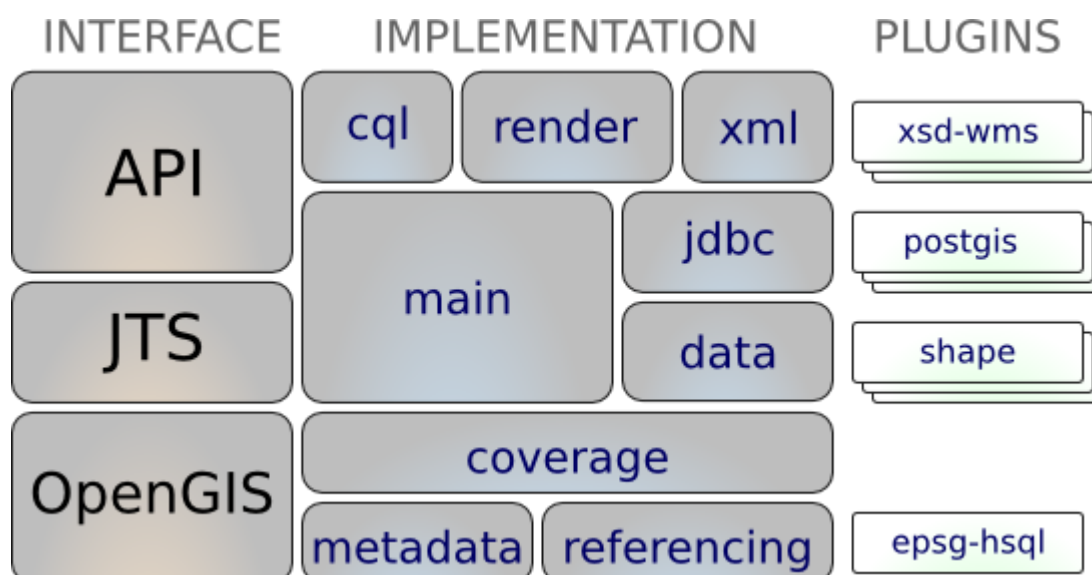 INTERFACE IMPLEMENTATION PLUGINS
API
JTS
OpenGIS
cql render xml
main
jdbc
data
coverage
metadata referencing
xsd-wms
postgis
shape
epsg-hsql